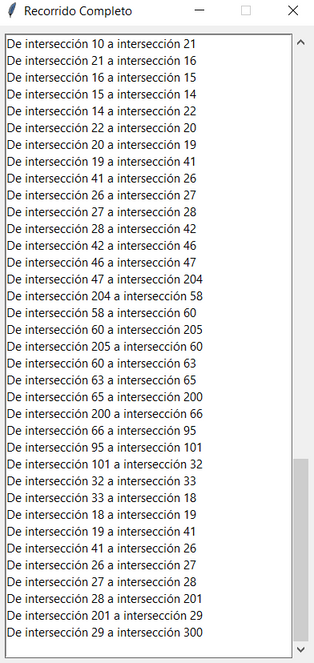 Recorrido Completo
De intersección 10 a intersección 21
De intersección 21 a intersección 16
De intersección 16 a intersección 15
De intersección 15 a intersección 14
De intersección 14 a intersección 22
De intersección 22 a intersección 20
De intersección 20 a intersección 19
De intersección 19 a intersección 41
De intersección 41 a intersección 26
De intersección 26 a intersección 27
De intersección 27 a intersección 28
De intersección 28 a intersección 42
De intersección 42 a intersección 46
De intersección 46 a intersección 47
De intersección 47 a intersección 204
De intersección 204 a intersección 58
De intersección 58 a intersección 60
De intersección 60 a intersección 205
De intersección 205 a intersección 60
De intersección 60 a intersección 63
De intersección 63 a intersección 65
De intersección 65 a intersección 200
De intersección 200 a intersección 66
De intersección 66 a intersección 95
De intersección 95 a intersección 101
De intersección 101 a intersección 32
De intersección 32 a intersección 33
De intersección 33 a intersección 18
De intersección 18 a intersección 19
De intersección 19 a intersección 41
De intersección 41 a intersección 26
De intersección 26 a intersección 27
De intersección 27 a intersección 28
De intersección 28 a intersección 201
De intersección 201 a intersección 29
De intersección 29 a intersección 300